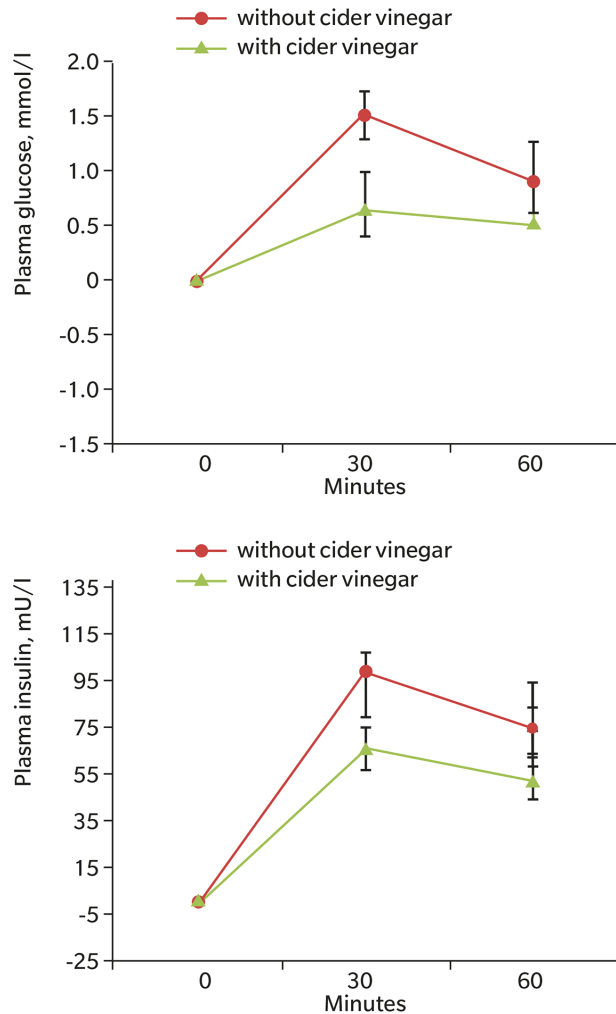 without cider vinegar
with cider vinegar
Plasma glucose, mmol/l
2.0
1.5
1.0
0.5
0
-0.5
-1.0
-1.5
0 30 60
Minutes
without cider vinegar
with cider vinegar
Plasma insulin, mU/l
135
115
95
75
55
35
15
-5
-25
0 30 60
Minutes